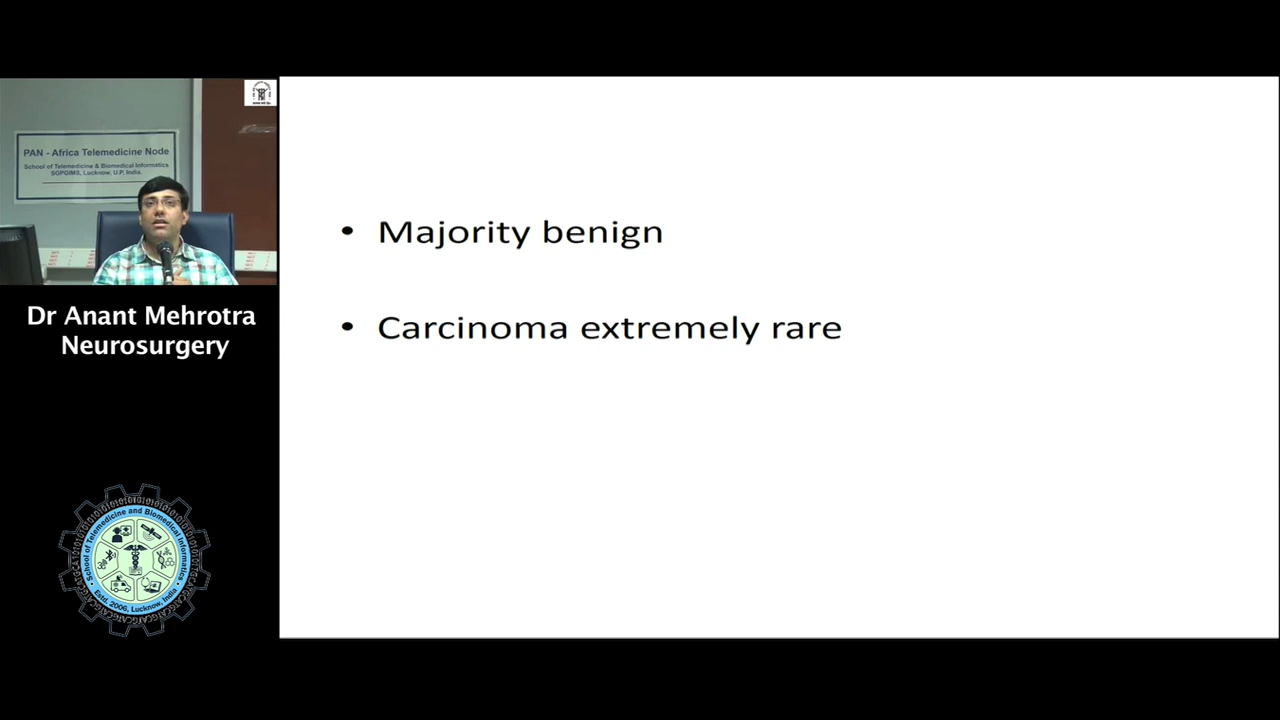 PAN - Africa Telemedicine Node
School of Telemedicine & Biomedical Informatics
SGPGIMS, Lucknow, U.P. India.
Dr Anant Mehrotra
Neurosurgery
• Majority benign
• Carcinoma extremely rare
School of Telemedicine and Biomedical Informatics
Estd. 2006, Lucknow, India